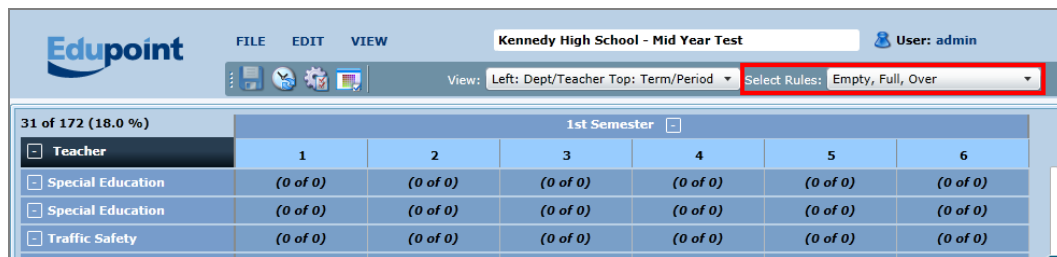 Edupoint
FILE EDIT VIEW
Kennedy High School - Mid Year Test
User: admin
View: Left: Dept/Teacher Top: Term/Period
Select Rules: Empty, Full, Over
31 of 172 (18.0 %)
1st Semester -
- Teacher 1 2 3 4 5 6
- Special Education (0 of 0) (0 of 0) (0 of 0) (0 of 0) (0 of 0) (0 of 0)
- Special Education (0 of 0) (0 of 0) (0 of 0) (0 of 0) (0 of 0) (0 of 0)
- Traffic Safety (0 of 0) (0 of 0) (0 of 0) (0 of 0) (0 of 0) (0 of 0)